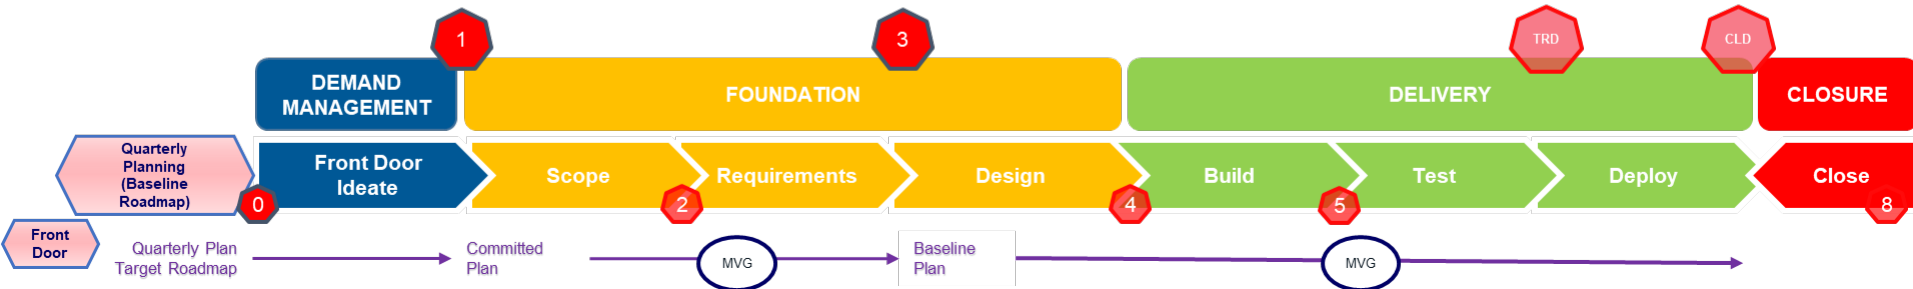 1
3
TRD
CLD
DEMAND
MANAGEMENT
FOUNDATION
DELIVERY
CLOSURE
Quarterly
Planning
(Baseline
Roadmap)
Front Door
Ideate
Scope
Requirements
Design
Build
Test
Deploy
Close
0
2
4
5
8
Front
Door
Quarterly Plan
Target Roadmap
Committed
Plan
MVG
Baseline
Plan
MVG